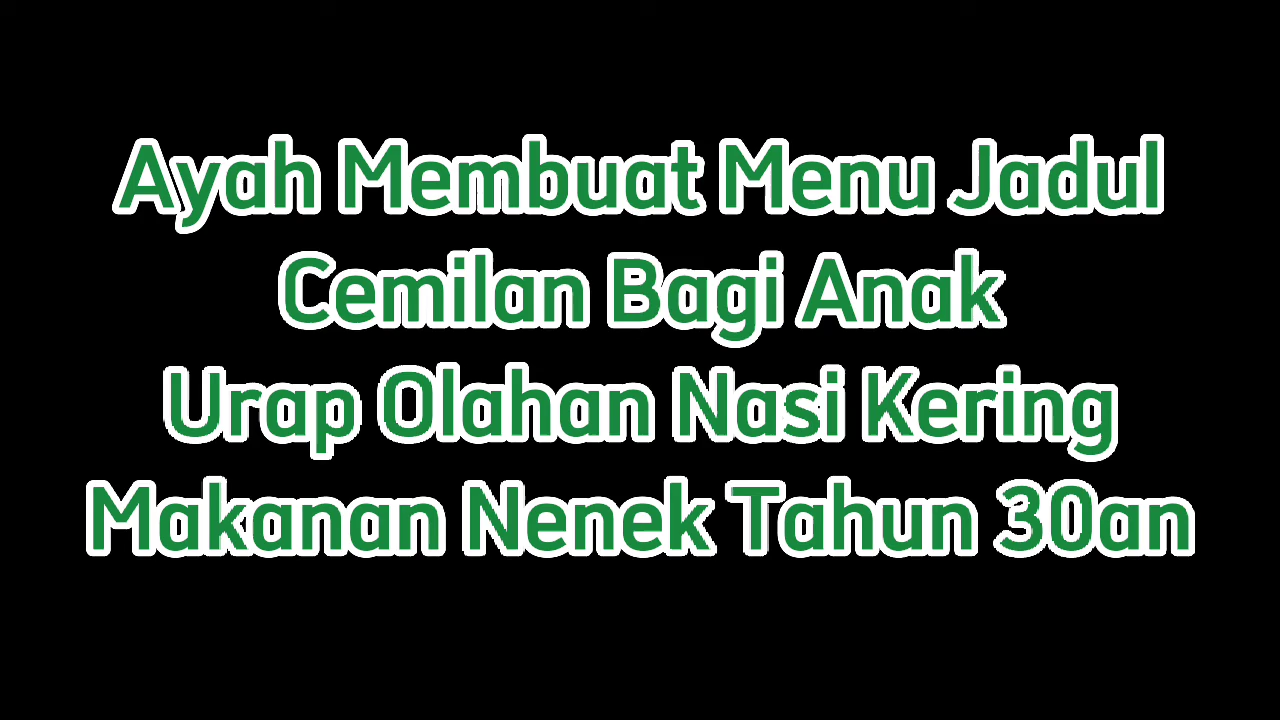 Ayah Membuat Menu Jadul
Cemilan Bagi Anak
Urap Olahan Nasi Kering
Makanan Nenek Tahun 30an